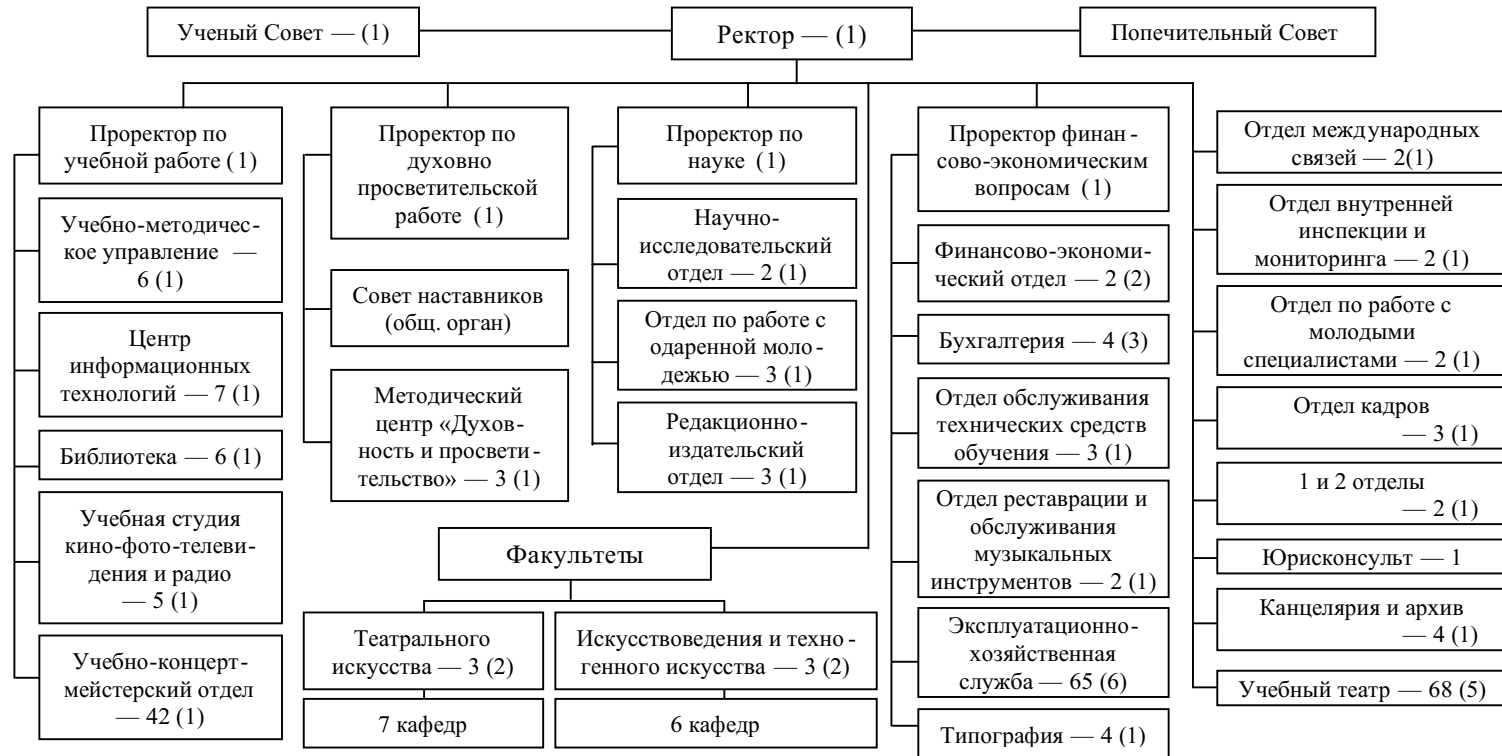 Ученый Совет — (1)
Ректор — (1)
Попечительный Совет
Проректор по
учебной работе (1)
Учебно-методичес-
кое управление —
6 (1)
Центр
информационных
технологий — 7 (1)
Библиотека — 6 (1)
Учебная студия
кино-фото-телеви-
дения и радио
— 5 (1)
Учебно-концерт-
мейстерский отдел
— 42 (1)
Проректор по
духовно
просветительской
работе (1)
Совет наставников
(общ. орган)
Методический
центр «Духов-
ность и просвети-
тельство» — 3 (1)
Проректор по
науке (1)
Научно-
исследовательский
отдел — 2 (1)
Отдел по работе с
одаренной моло-
дежью — 3 (1)
Редакционно-
издательский
отдел — 3 (1)
Факультеты
Театрального
искусства — 3 (2)
7 кафедр
Искусствоведения и техно-
генного искусства — 3 (2)
6 кафедр
Проректор финан-
сово-экономическим
вопросам (1)
Финансово-экономи-
ческий отдел — 2 (2)
Бухгалтерия — 4 (3)
Отдел обслуживания
технических средств
обучения — 3 (1)
Отдел реставрации и
обслуживания
музыкальных
инструментов — 2 (1)
Эксплуатационно-
хозяйственная
служба — 65 (6)
Типография — 4 (1)
Отдел международных
связей — 2(1)
Отдел внутренней
инспекции и
мониторинга — 2 (1)
Отдел по работе с
молодыми
специалистами — 2 (1)
Отдел кадров
— 3 (1)
1 и 2 отделы
— 2 (1)
Юрисконсульт — 1
Канцелярия и архив
— 4 (1)
Учебный театр — 68 (5)